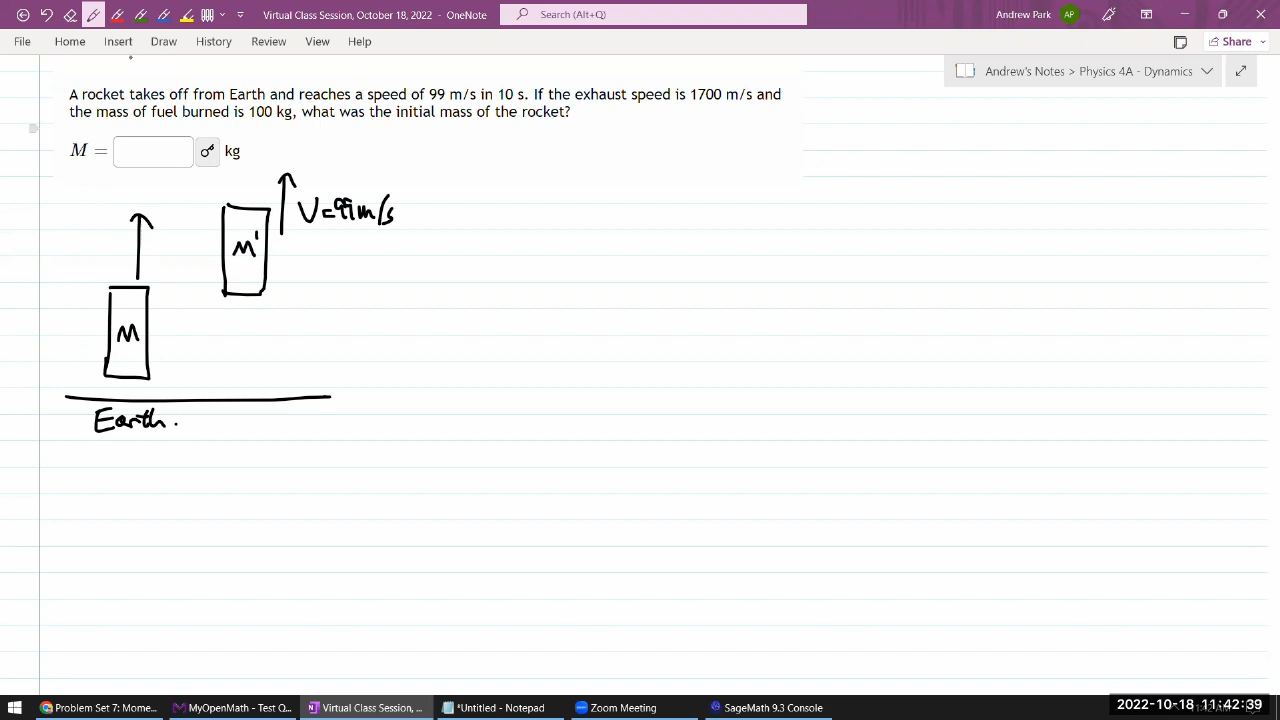 Virtual Class Session, October 18, 2022 - OneNote
Search (Alt+Q)
Andrew Park
AP
File Home Insert Draw History Review View Help
Share
Andrew's Notes > Physics 4A - Dynamics
A rocket takes off from Earth and reaches a speed of 99 m/s in 10 s. If the exhaust speed is 1700 m/s and
the mass of fuel burned is 100 kg, what was the initial mass of the rocket?
M = kg
V=99m/s
M'
M
Earth.
Problem Set 7: Mome...
MyOpenMath - Test Q...
Virtual Class Session, ...
*Untitled - Notepad
Zoom Meeting
SageMath 9.3 Console
2022-10-18 11:42:39